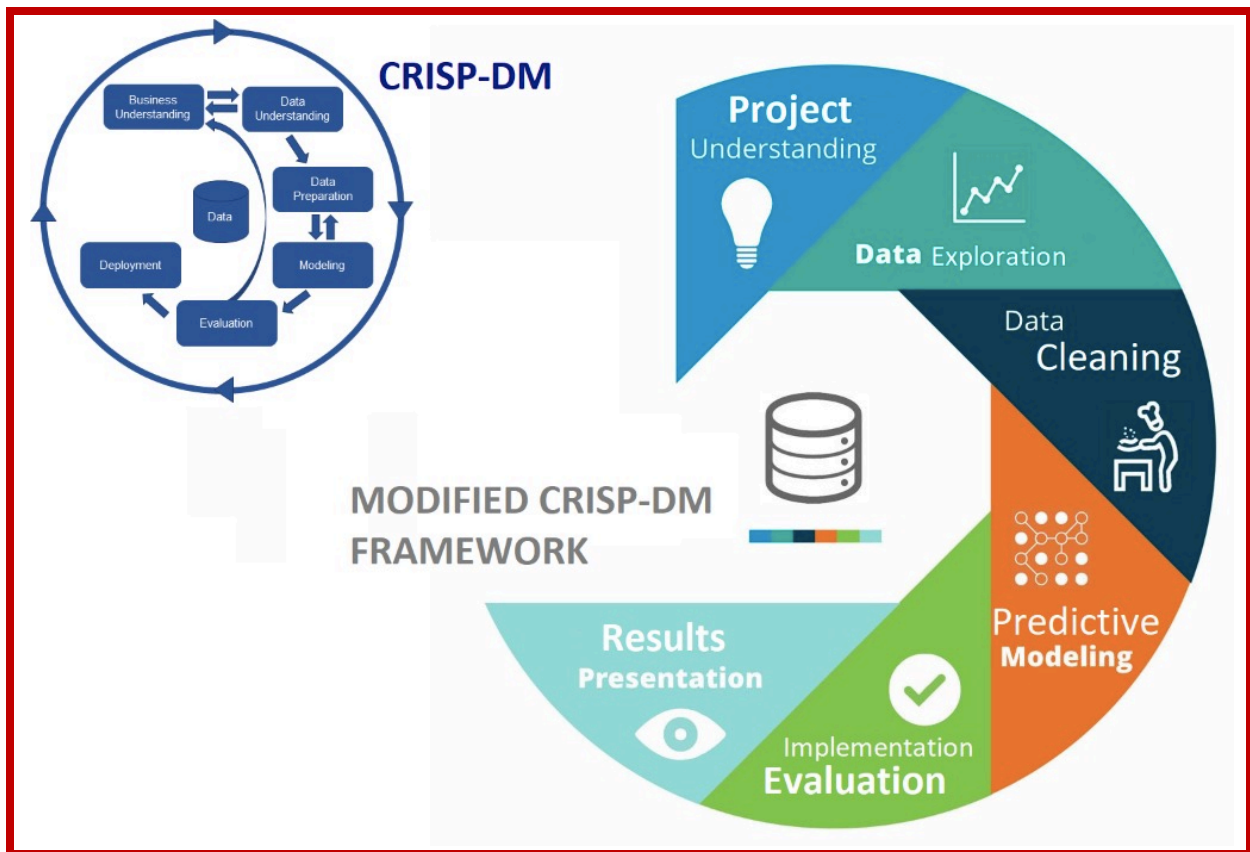 CRISP-DM
Business
Understanding
Data
Understanding
Data
Preparation
Data
Deployment
Modeling
Evaluation
Project
Understanding
Data Exploration
Data
Cleaning
MODIFIED CRISP-DM
FRAMEWORK
Predictive
Modeling
Results
Presentation
Implementation
Evaluation